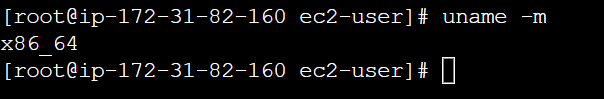 [root@ip-172-31-82-160 ec2-user]# uname -m
x86_64
[root@ip-172-31-82-160 ec2-user]#